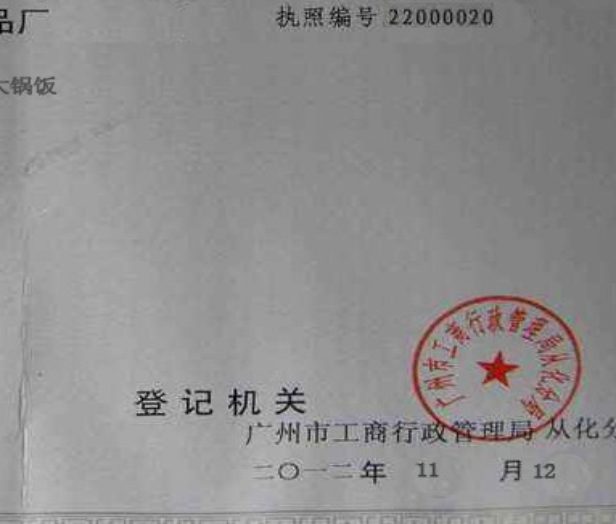 品厂
执照编号 22000020
大锅饭
广州市工商行政管理局从化分局
登记机关
广州市工商行政管理局 从化分
二〇一二年 11 月 12